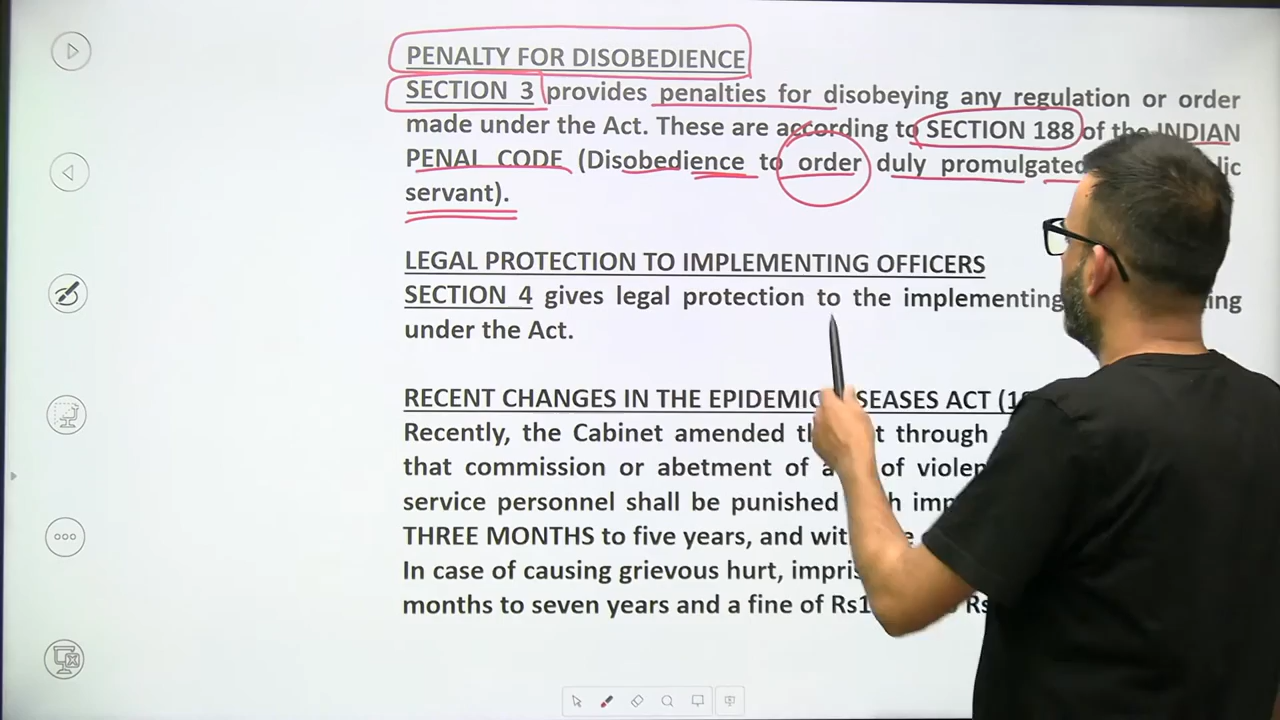 PENALTY FOR DISOBEDIENCE
SECTION 3 provides penalties for disobeying any regulation or order
made under the Act. These are according to SECTION 188 of the INDIAN
PENAL CODE (Disobedience to order duly promulgated
servant).
LEGAL PROTECTION TO IMPLEMENTING OFFICERS
SECTION 4 gives legal protection to the implementing
under the Act.
RECENT CHANGES IN THE EPIDEMIC ACT
Recently, the Cabinet amended through
that commission or abetment of of
service personnel shall be punished
THREE MONTHS to five years, and
In case of causing grievous hurt,
months to seven years and a fine of